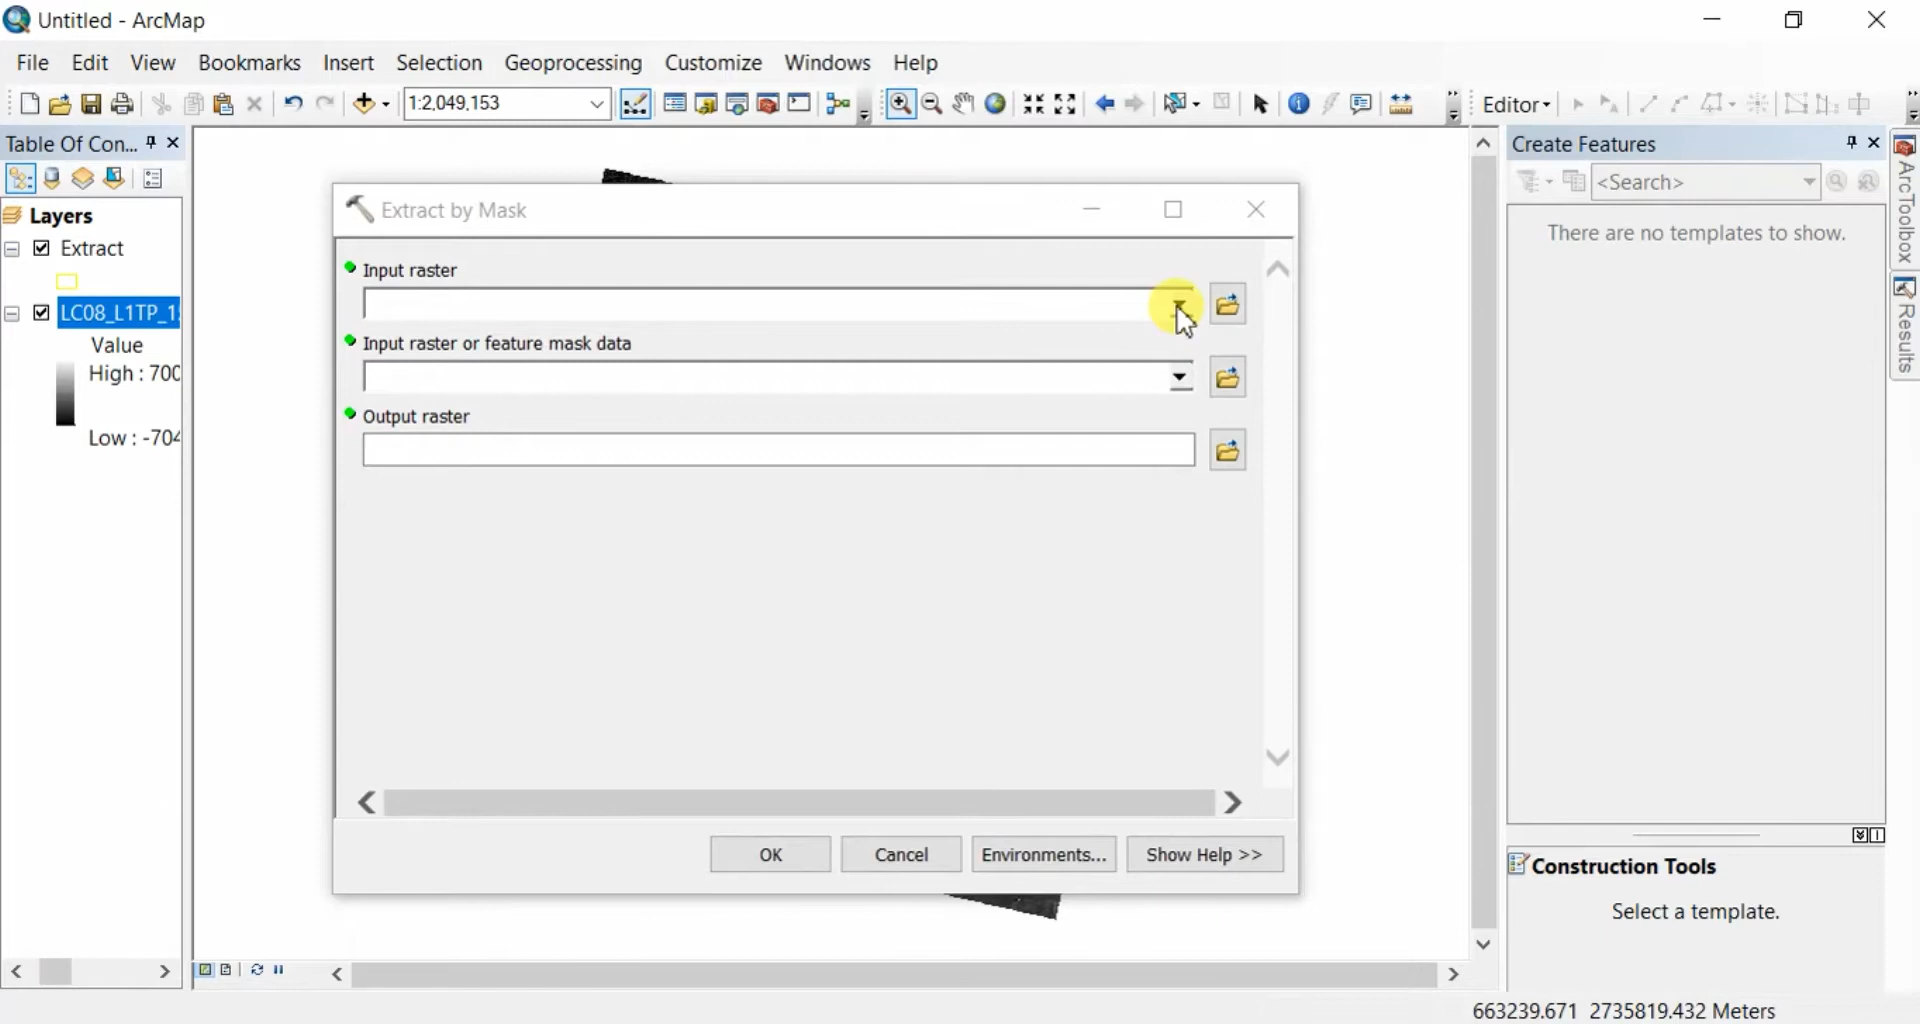 Untitled - ArcMap
File Edit View Bookmarks Insert Selection Geoprocessing Customize Windows Help
1:2,049,153
Editor
Table Of Con...
Layers
Extract
LC08_L1TP_1
Value
High : 700
Low : -704
Extract by Mask
Input raster
Input raster or feature mask data
Output raster
OK Cancel Environments... Show Help >>
Create Features
<Search>
There are no templates to show.
Construction Tools
Select a template.
ArcToolbox
Results
663239.671 2735819.432 Meters